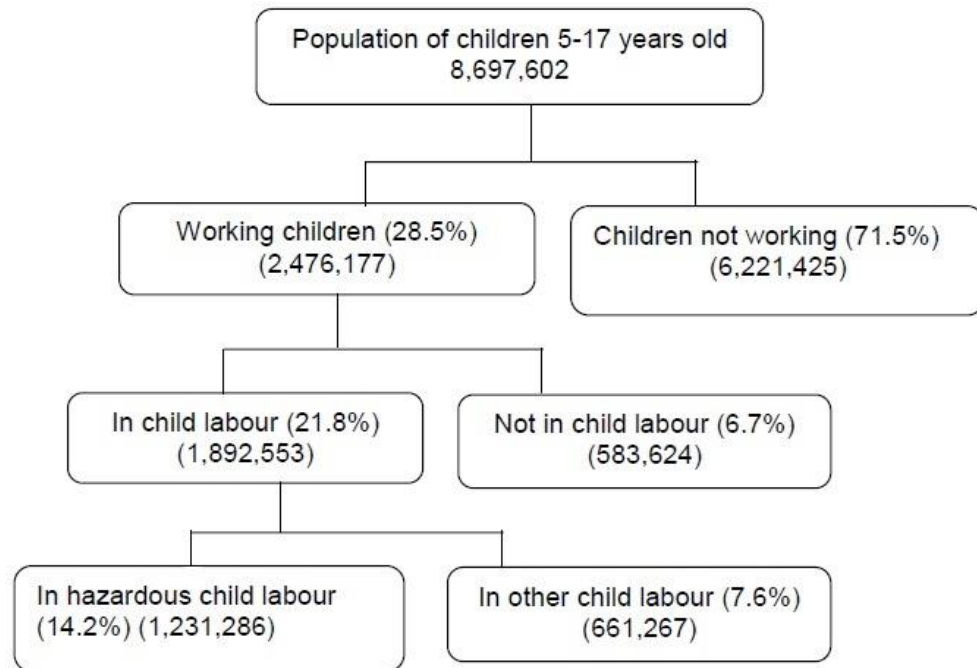 Population of children 5-17 years old
8,697,602
Working children (28.5%)
(2,476,177)
Children not working (71.5%)
(6,221,425)
In child labour (21.8%)
(1,892,553)
Not in child labour (6.7%)
(583,624)
In hazardous child labour
(14.2%) (1,231,286)
In other child labour (7.6%)
(661,267)